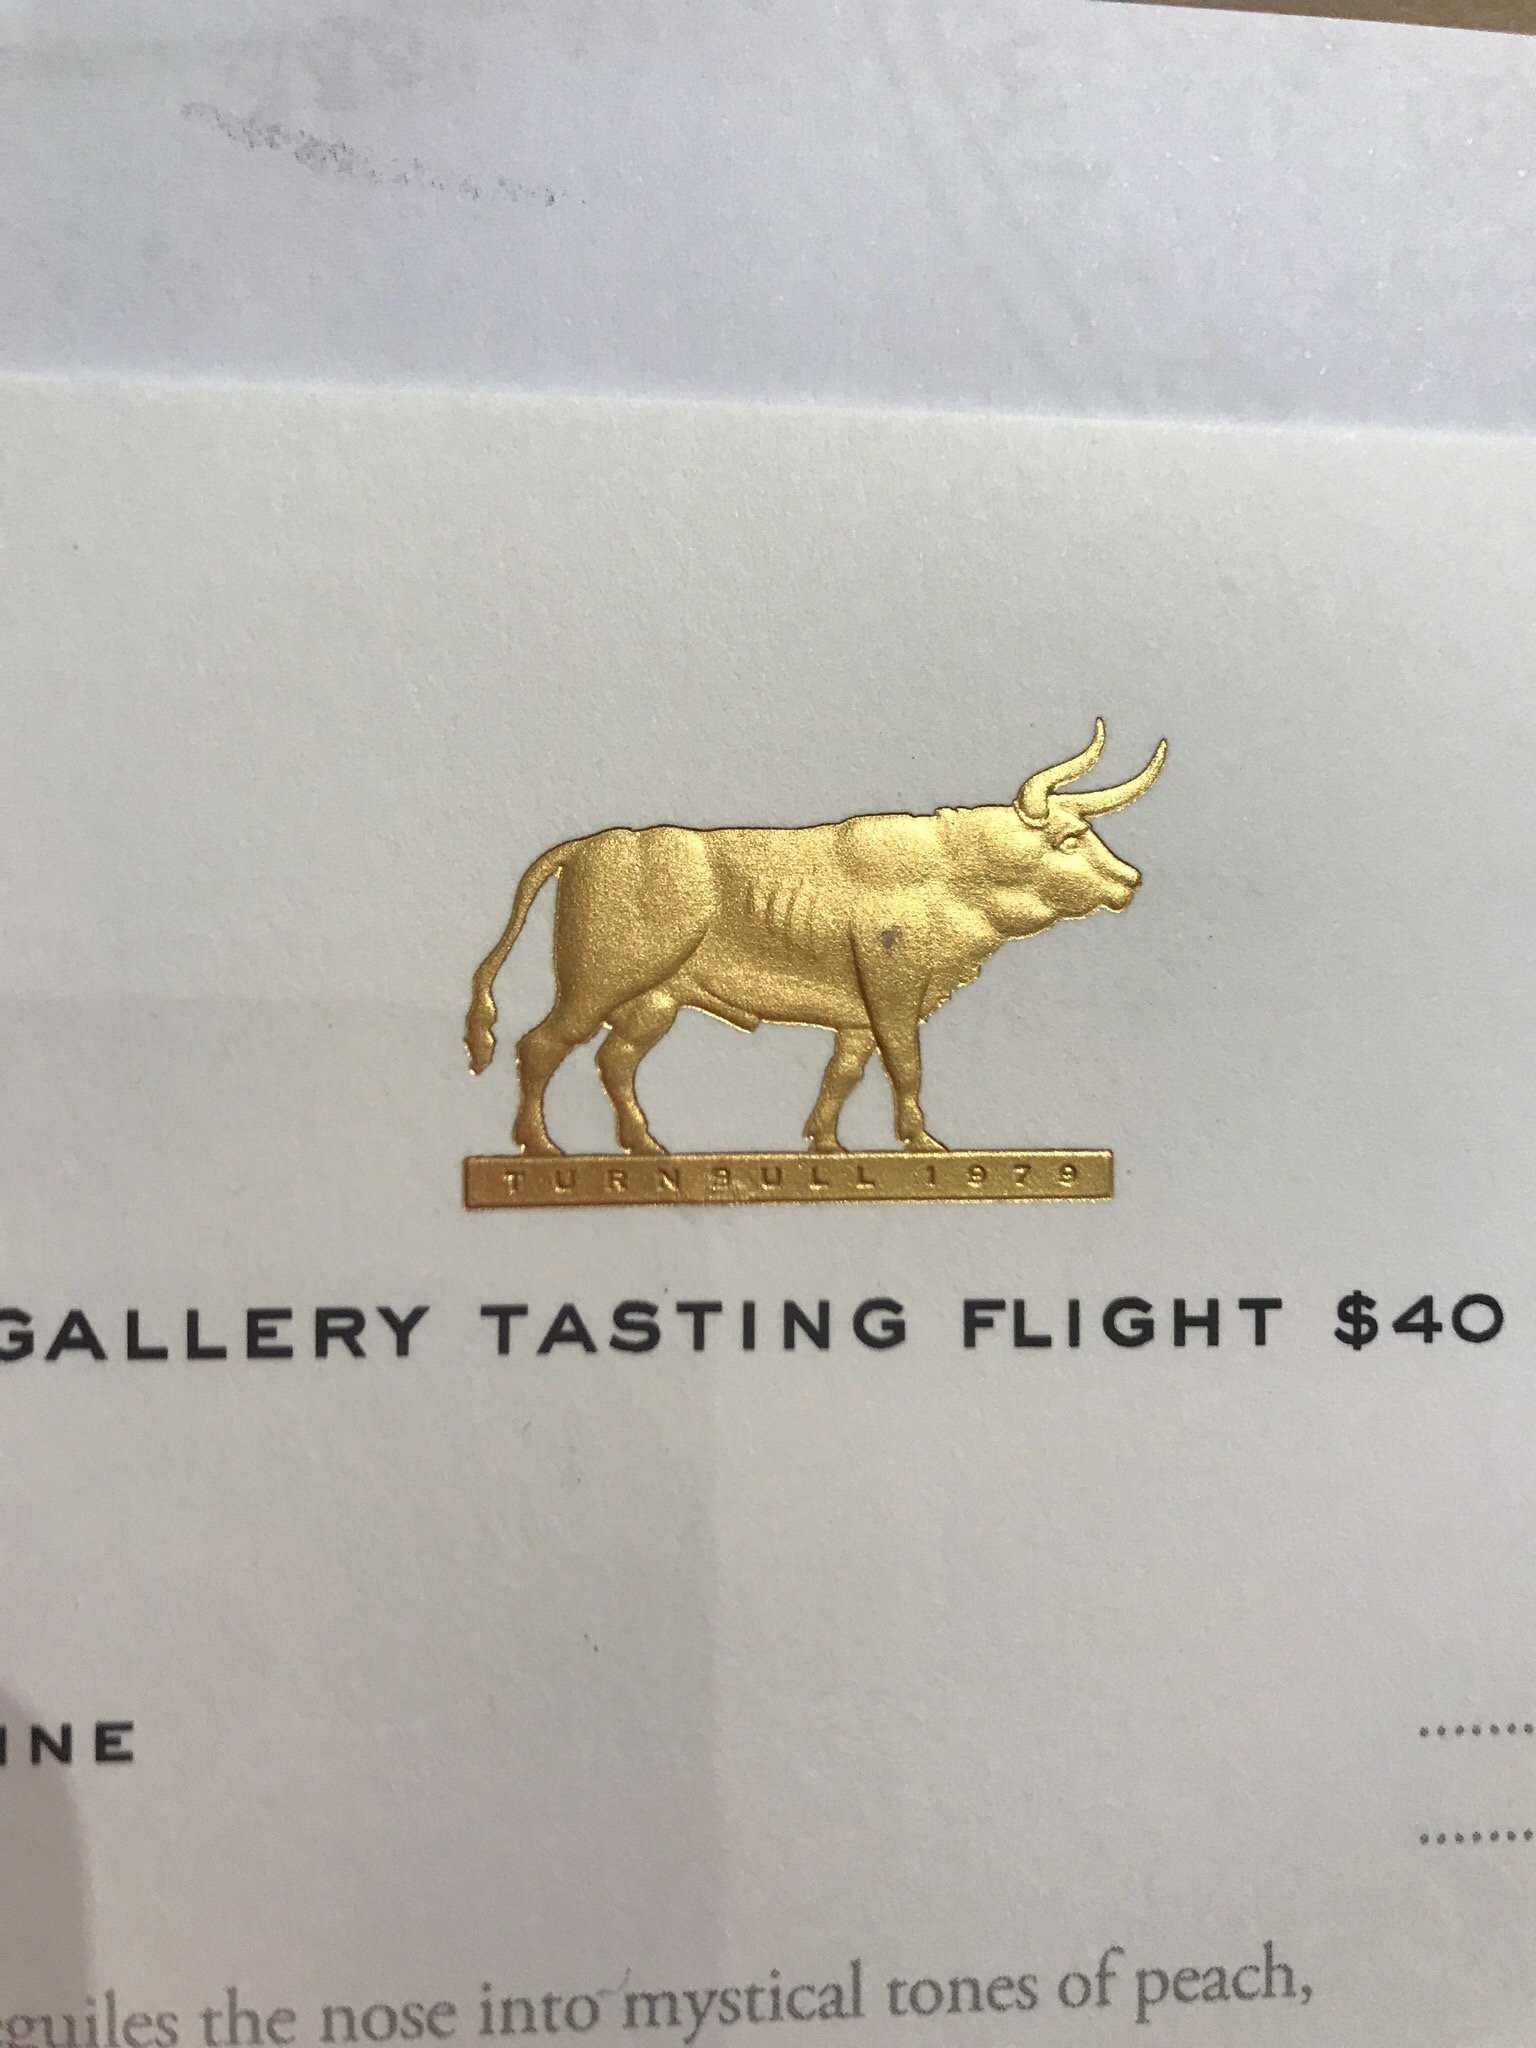 TURNBULL 1979
GALLERY TASTING FLIGHT $40
INE
........
........
eguiles the nose into mystical tones of peach,